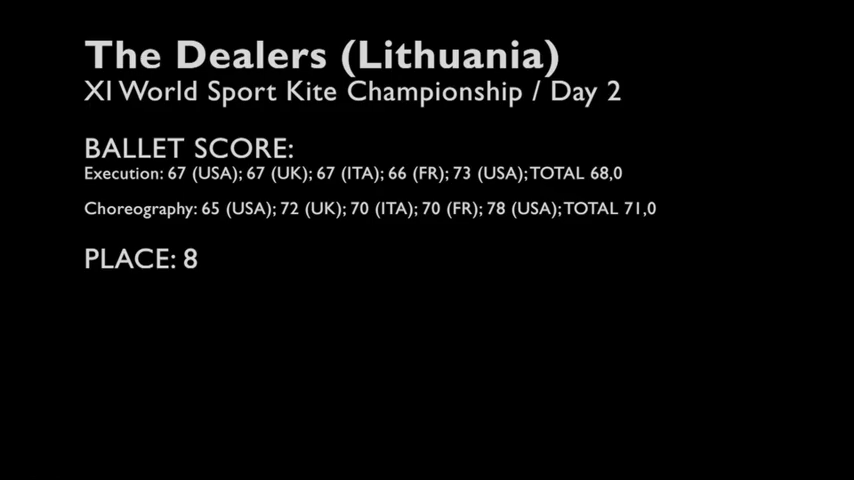 The Dealers (Lithuania)
XI World Sport Kite Championship / Day 2
BALLET SCORE:
Execution: 67 (USA); 67 (UK); 67 (ITA); 66 (FR); 73 (USA); TOTAL 68,0
Choreography: 65 (USA); 72 (UK); 70 (ITA); 70 (FR); 78 (USA); TOTAL 71,0
PLACE: 8